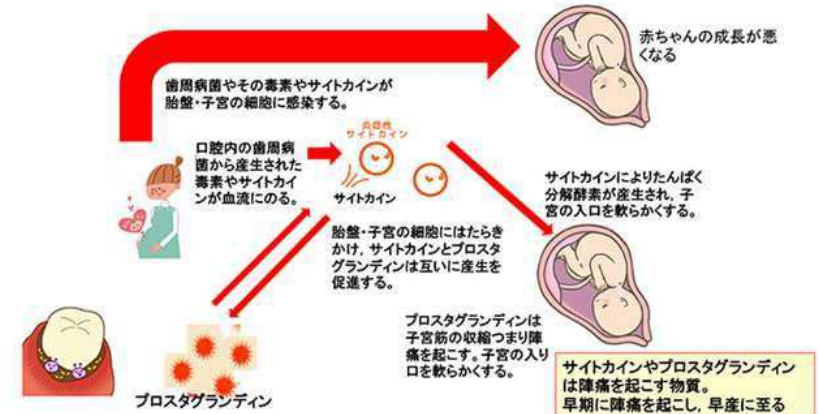 赤ちゃんの成長が悪
くなる
歯周病菌やその毒素やサイトカインが
胎盤・子宮の細胞に感染する。
口腔内の歯周病
菌から産生された
毒素やサイトカイ
ンが血流にのる。
炎症性
サイトカイン
サイトカイン
サイトカインによりたんぱく
分解酵素が産生され，子
宮の入口を軟らかくする。
胎盤・子宮の細胞にはたらき
かけ，サイトカインとプロスタ
グランディンは互いに産生を
促進する。
プロスタグランディンは
子宮筋の収縮つまり陣
痛を起こす。子宮の入り
口を軟らかくする。
プロスタグランディン
サイトカインやプロスタグランディン
は陣痛を起こす物質。
早期に陣痛を起こし，早産に至る